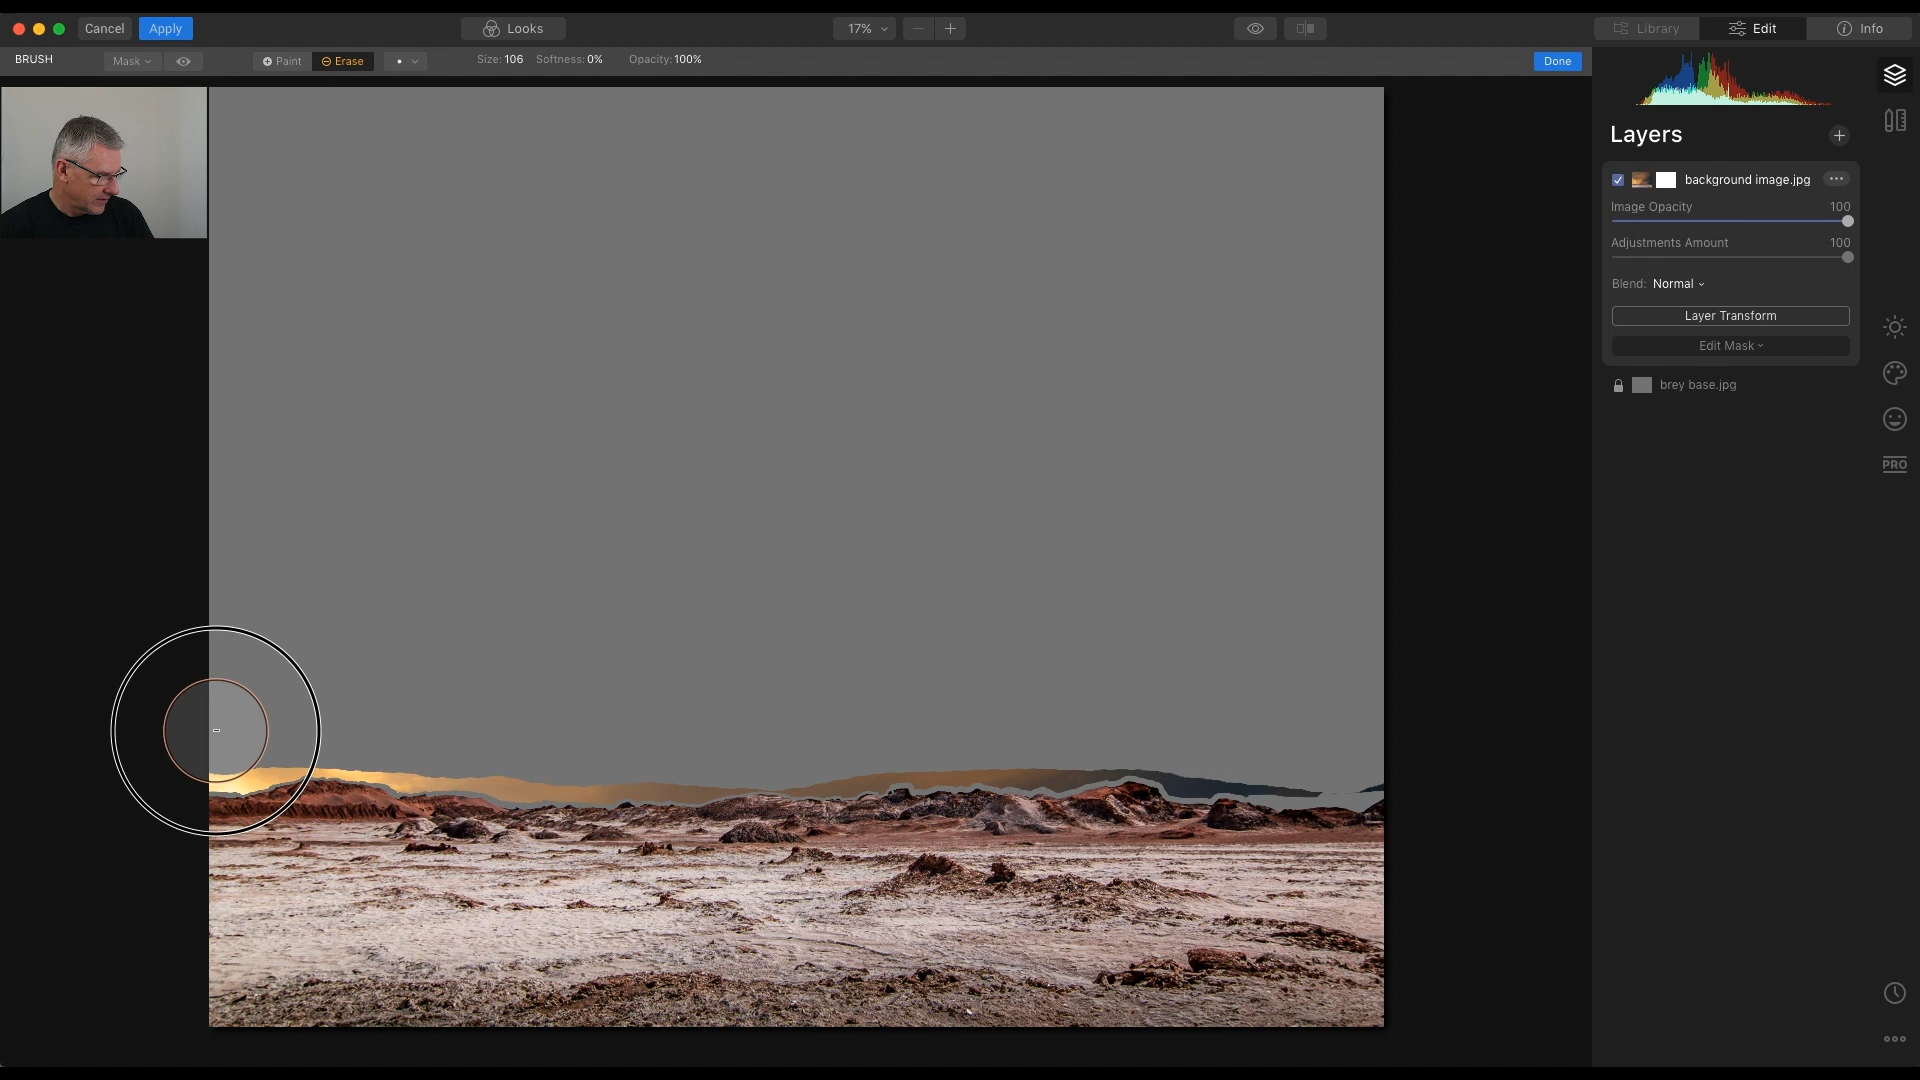 Cancel Apply Looks 17% Library Edit Info
BRUSH Mask Paint Erase Size: 106 Softness: 0% Opacity: 100% Done
Layers
background image.jpg
Image Opacity 100
Adjustments Amount 100
Blend: Normal
Layer Transform
Edit Mask
brey base.jpg
PRO